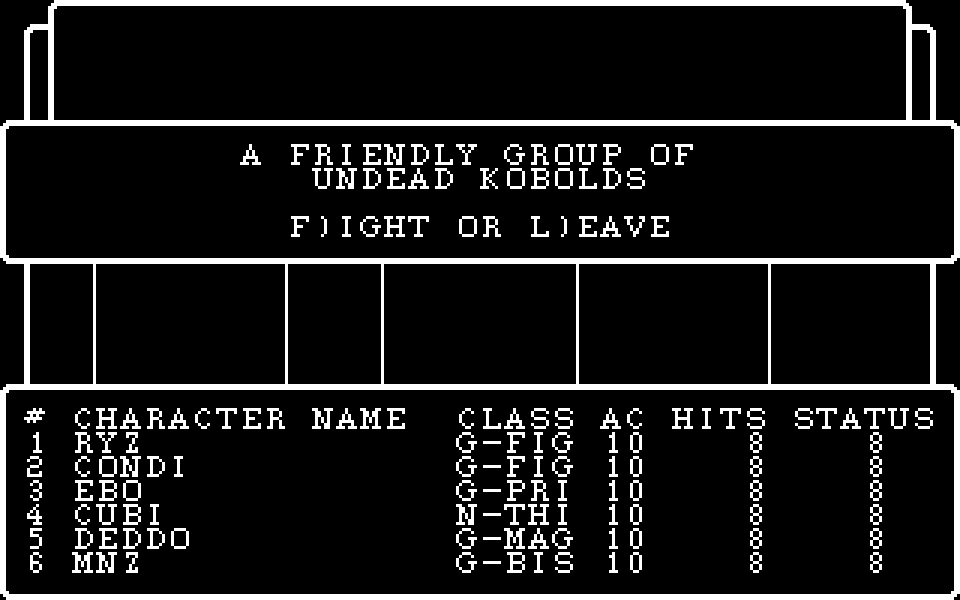 A FRIENDLY GROUP OF
UNDEAD KOBOLDS
F)IGHT OR L)EAVE
# CHARACTER NAME CLASS AC HITS STATUS
1 RYZ G-FIG 10 8 8
2 CONDI G-FIG 10 8 8
3 EBO G-PRI 10 8 8
4 CUBI N-THI 10 8 8
5 DEDDO G-MAG 10 8 8
6 MNZ G-BIS 10 8 8